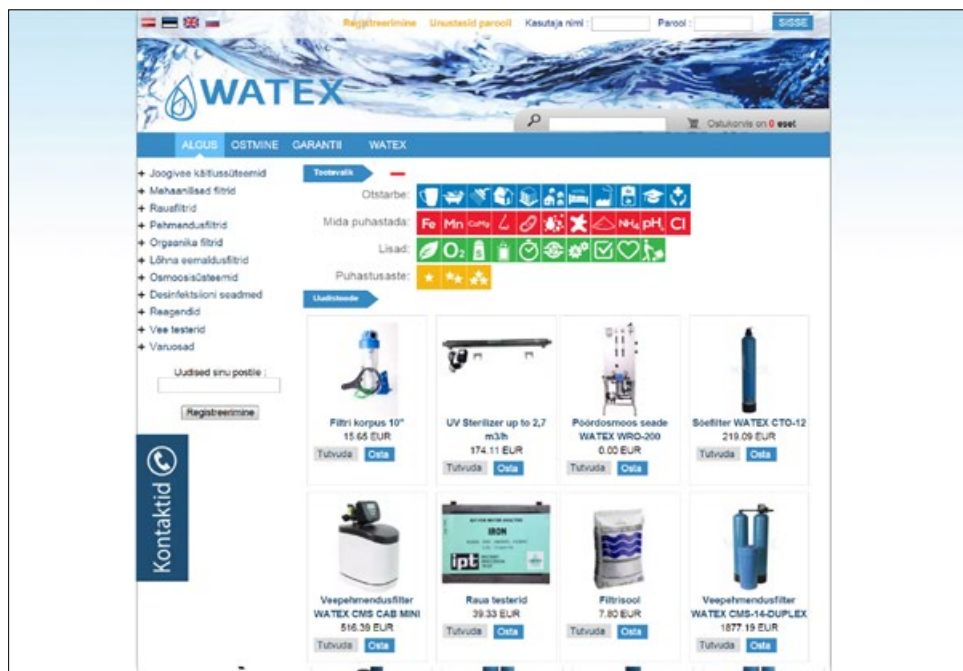 Registreerimine Unustasid parooli Kasutaja nimi : Parool : SISSE
WATEX
Ostukorvis on 0 eset
ALGUS OSTMINE GARANTII WATEX
+ Joogivee käitlussüsteemid
+ Mehaanilised filtrid
+ Rauafiltrid
+ Pehmendusfiltrid
+ Orgaanika filtrid
+ Lõhna eemaldusfiltrid
+ Osmoosisüsteemid
+ Desinfektsiooni seadmed
+ Reagendid
+ Vee testerid
+ Varuosad
Uudised sinu postile :
Registreerimine
Kontaktid
Tootevalik
Otstarbe:
Mida puhastada: Fe Mn CaMg NH4 pH Cl
Lisad: O2
Puhastusaste:
Uudistoode
Filtri korpus 10"
15.65 EUR
Tutvuda Osta
UV Sterilizer up to 2,7
m3/h
174.11 EUR
Tutvuda Osta
Pöördosmoos seade
WATEX WRO-200
0.00 EUR
Tutvuda Osta
Söefilter WATEX CTO-12
219.09 EUR
Tutvuda Osta
Veepehmendusfilter
WATEX CMS CAB MINI
516.39 EUR
Tutvuda Osta
IRON
ipt
Raua testerid
39.33 EUR
Tutvuda Osta
Filtrisool
7.80 EUR
Tutvuda Osta
Veepehmendusfilter
WATEX CMS-14-DUPLEX
1877.19 EUR
Tutvuda Osta